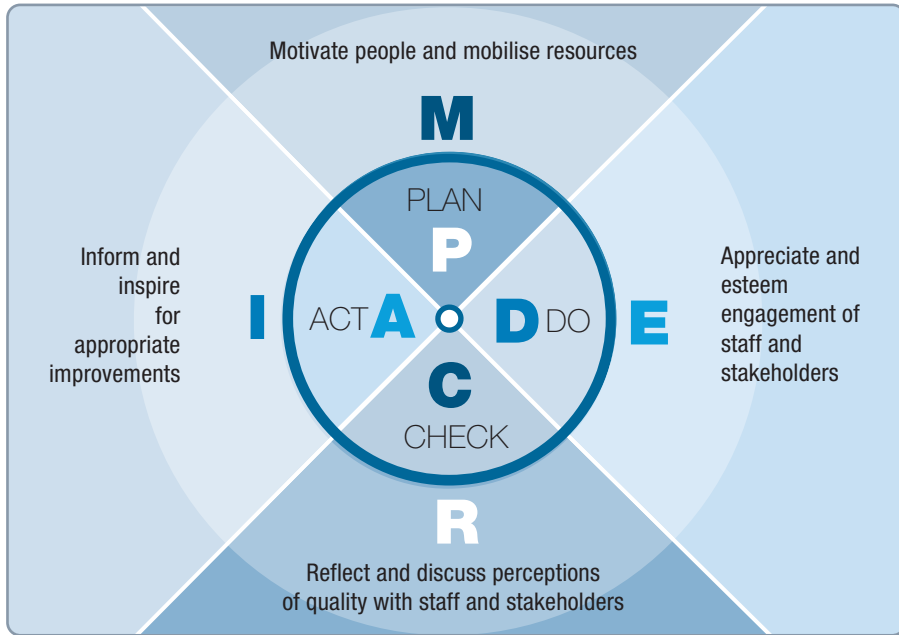 Motivate people and mobilise resources
M
PLAN
P
Inform and
inspire
for
appropriate
improvements
I
ACT A
D DO
E
Appreciate and
esteem
engagement of
staff and
stakeholders
C
CHECK
R
Reflect and discuss perceptions
of quality with staff and stakeholders